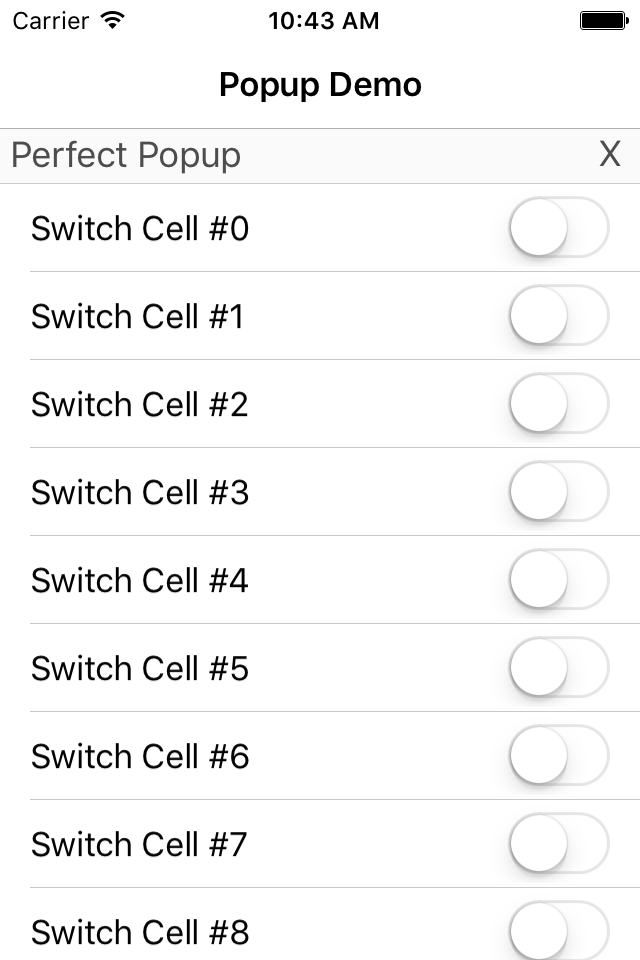 Carrier 10:43 AM
Popup Demo
Perfect Popup X
Switch Cell #0
Switch Cell #1
Switch Cell #2
Switch Cell #3
Switch Cell #4
Switch Cell #5
Switch Cell #6
Switch Cell #7
Switch Cell #8